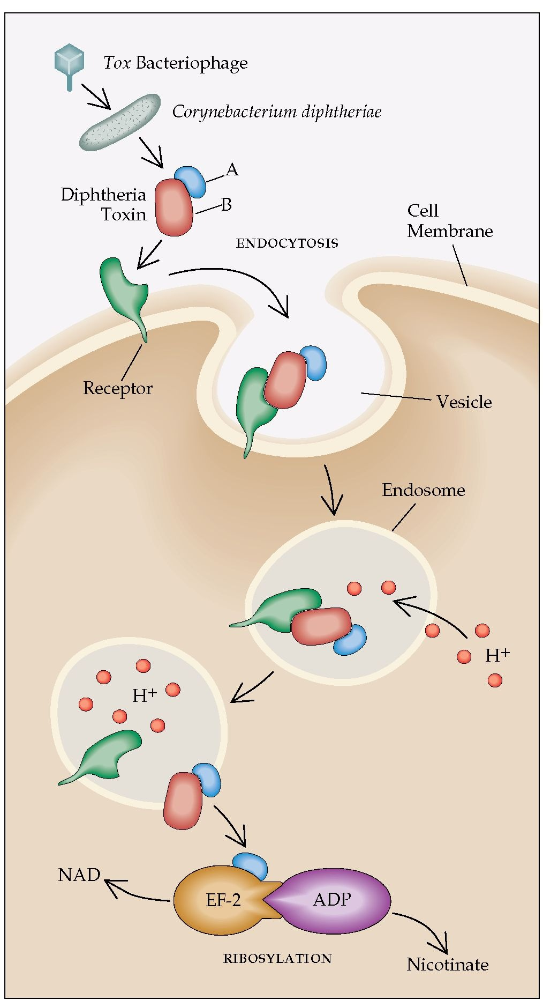 Tox Bacteriophage
Corynebacterium diphtheriae
A
Diphtheria
Toxin
B
Cell
Membrane
ENDOCYTOSIS
Receptor
Vesicle
Endosome
H+
H+
NAD
EF-2
ADP
RIBOSYLATION
Nicotinate